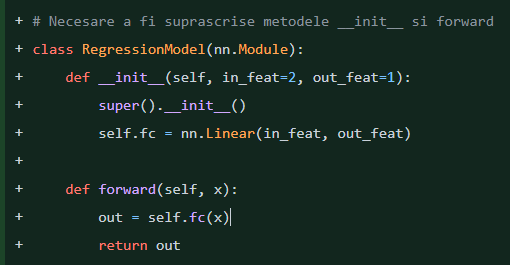 + # Necesare a fi suprascrise metodele __init__ si forward
+ class RegressionModel(nn.Module):
+     def __init__(self, in_feat=2, out_feat=1):
+         super().__init__()
+         self.fc = nn.Linear(in_feat, out_feat)
+
+     def forward(self, x):
+         out = self.fc(x)
+         return out